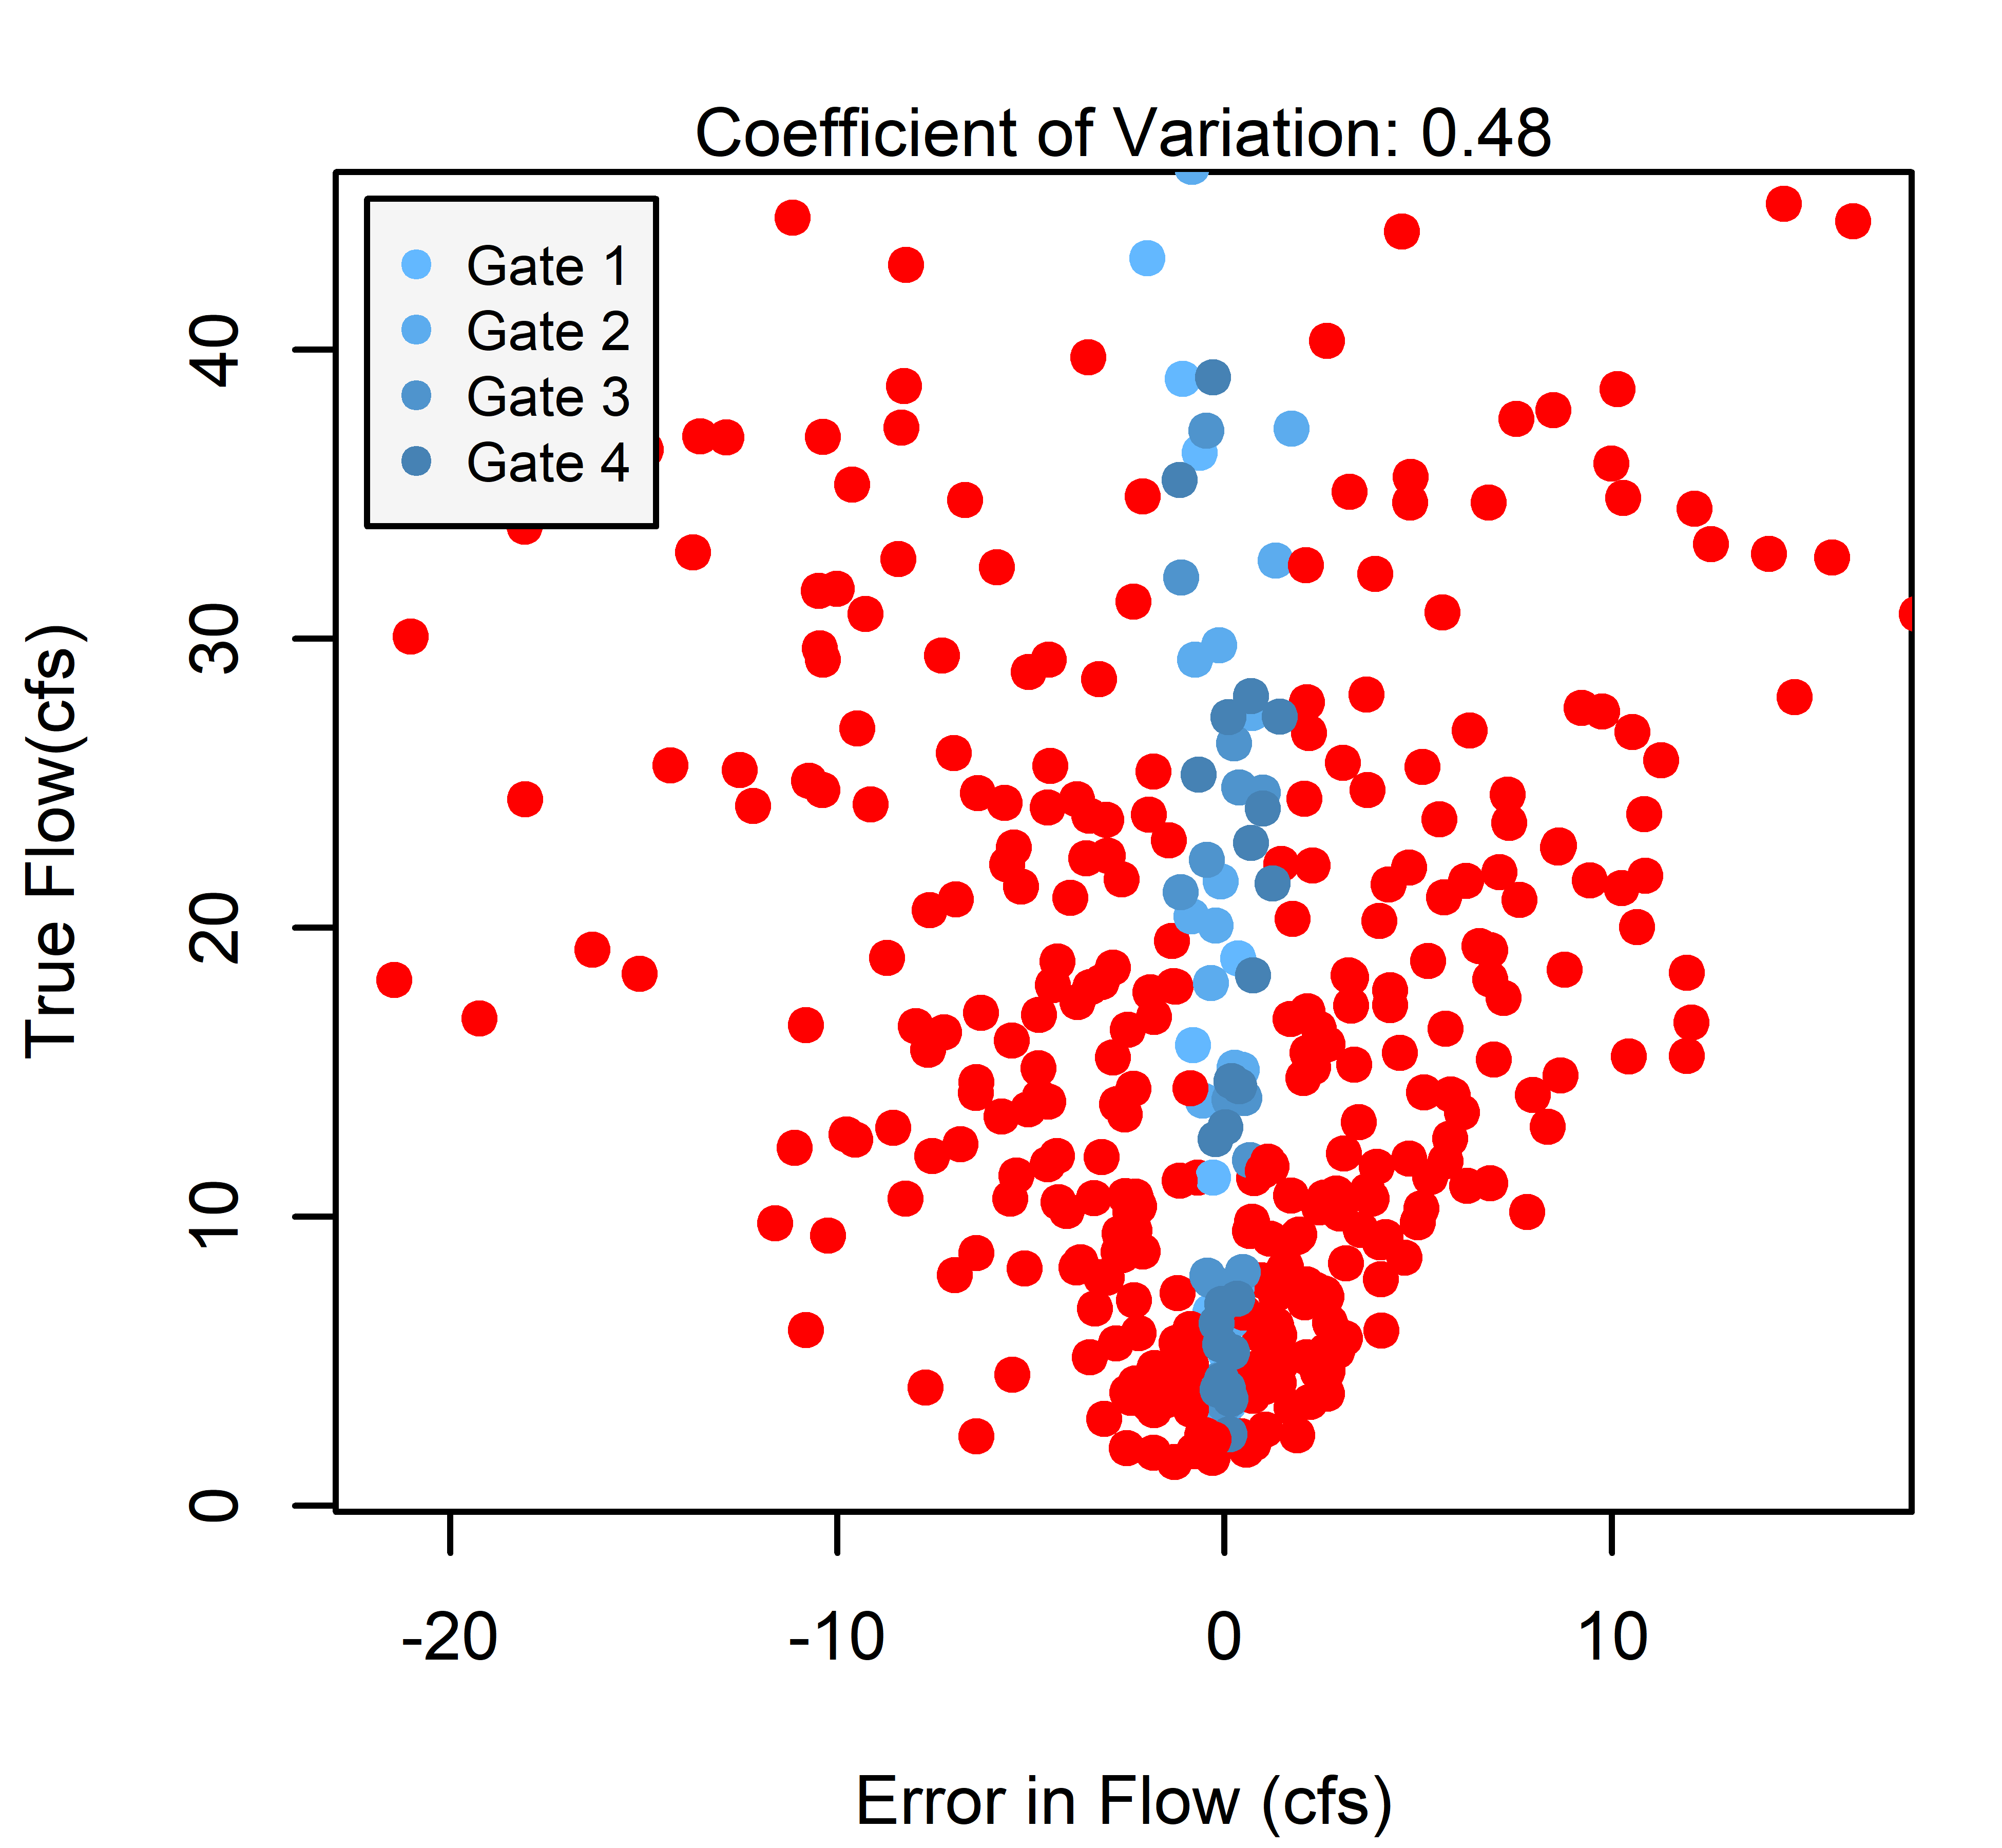 Coefficient of Variation: 0.48
Gate 1
Gate 2
Gate 3
Gate 4
True Flow(cfs)
40
30
20
10
0
-20 -10 0 10
Error in Flow (cfs)